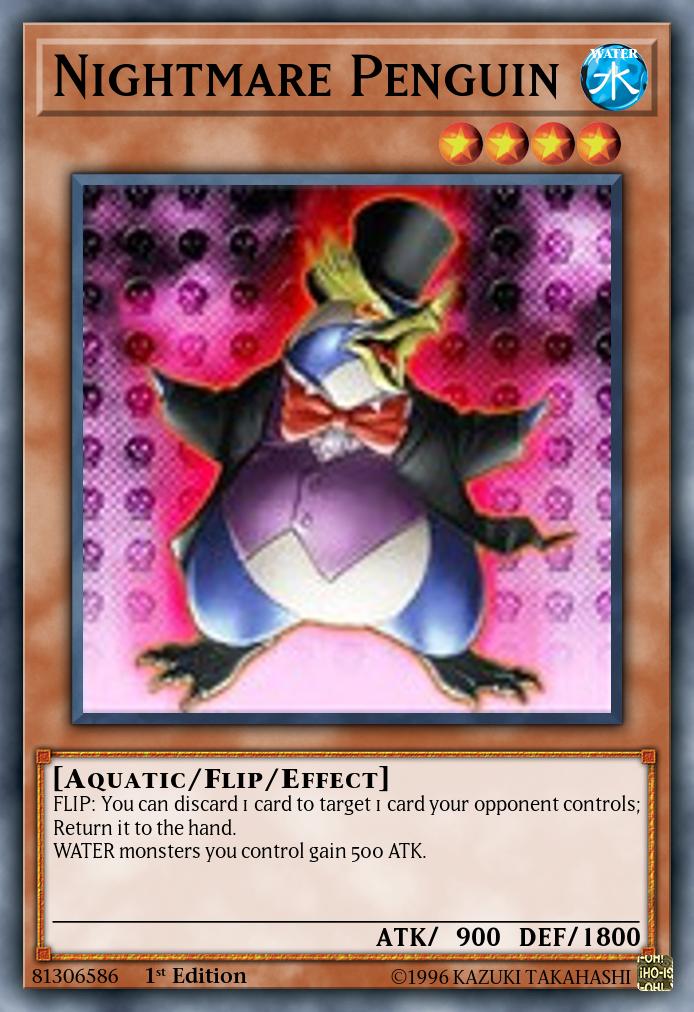 Nightmare Penguin
WATER
水
[Aquatic/Flip/Effect]
FLIP: You can discard 1 card to target 1 card your opponent controls;
Return it to the hand.
WATER monsters you control gain 500 ATK.
ATK/ 900 DEF/1800
81306586 1st Edition ©1996 KAZUKI TAKAHASHI